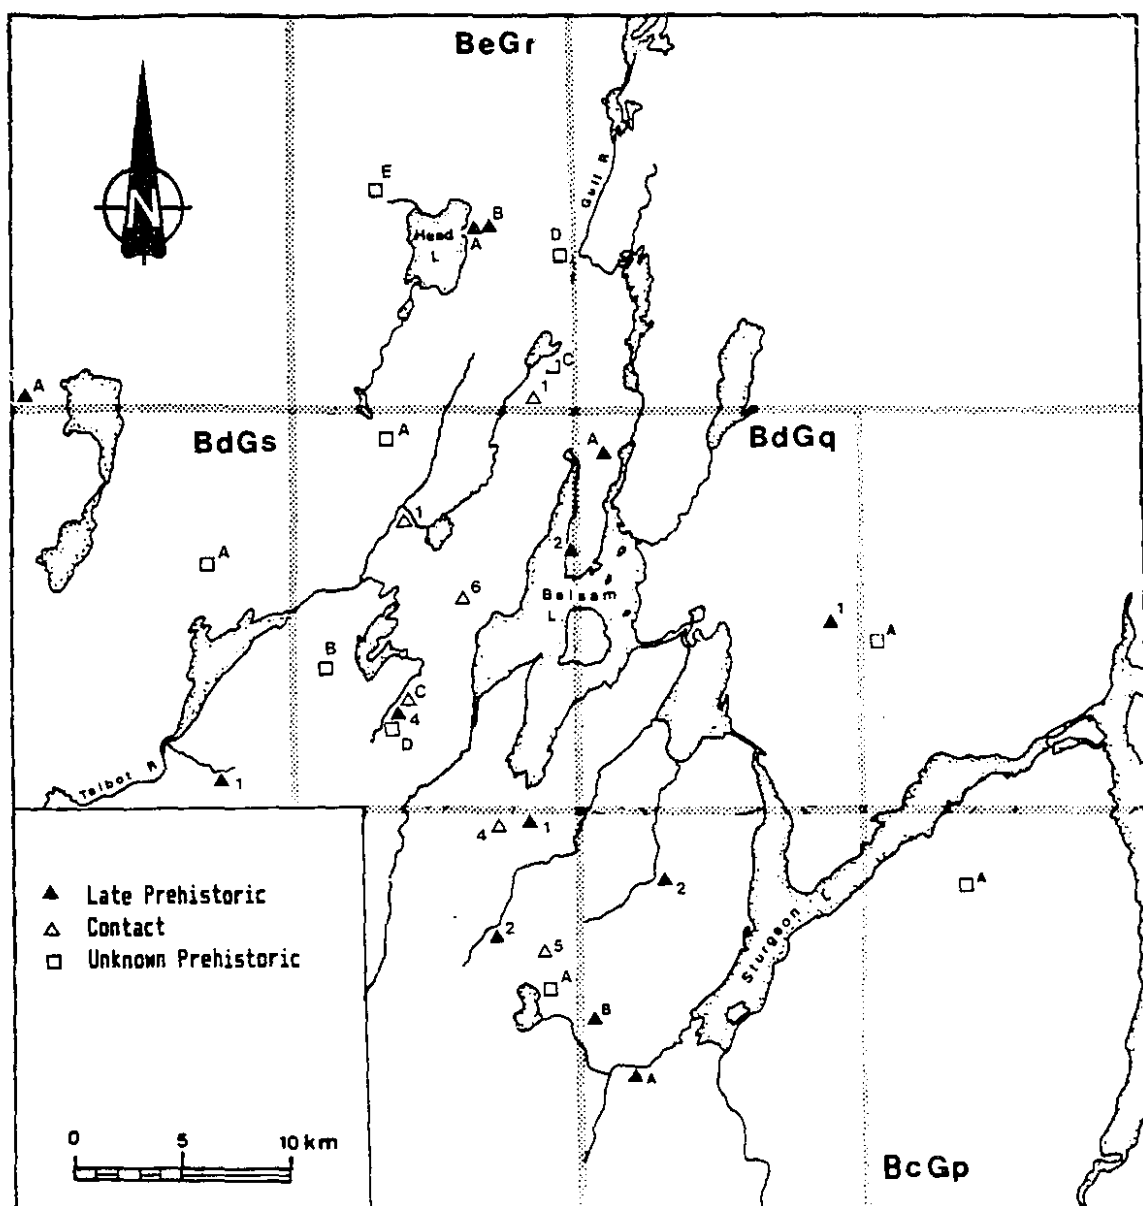 BeGr
N
Gull R
E
Head
L
B
A
D
C
1
A
BdGs
A
A
BdGq
1
2
A
6
Balsam
L
1
A
B
C
4
D
Talbot R
1
4
1
2
2
5
A
B
A
A
Sturgeon L
Late Prehistoric
Contact
Unknown Prehistoric
0 5 10 km
BcGp